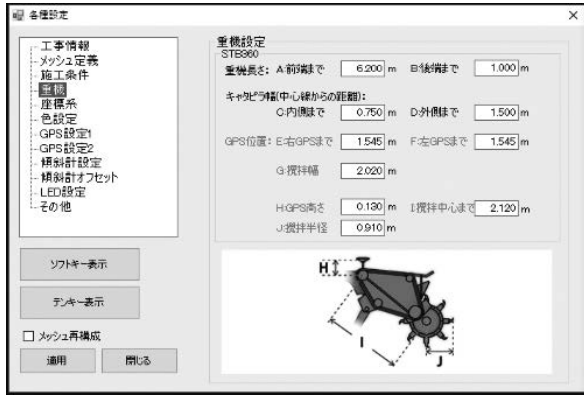 各種設定
工事情報
メッシュ定義
施工条件
重機
座標系
色設定
GPS設定1
GPS設定2
傾斜計設定
傾斜計オフセット
LED設定
その他
ソフトキー表示
テンキー表示
メッシュ再構成
適用 閉じる
重機設定
STB360
重機長さ: A:前端まで 6.200 m B:後端まで 1.000 m
キャタピラ幅(中心線からの距離):
C:内側まで 0.750 m D:外側まで 1.500 m
GPS位置: E:右GPSまで 1.545 m F:左GPSまで 1.545 m
G:攪拌幅 2.020 m
H:GPS高さ 0.130 m I:攪拌中心まで 2.120 m
J:攪拌半径 0.910 m
H
I
J